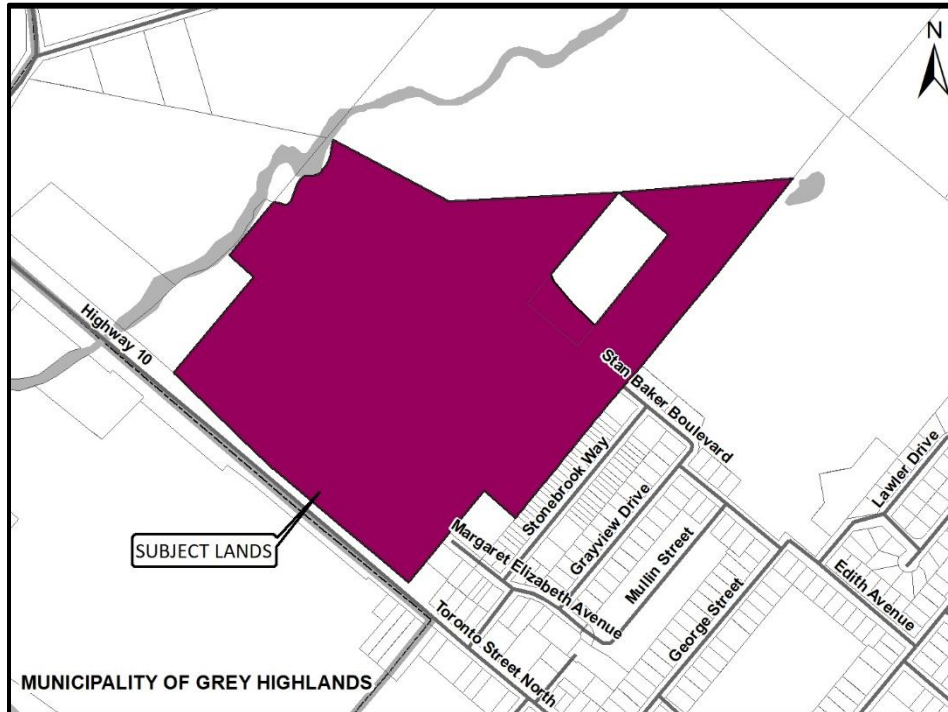 N
Highway 10
Stan Baker Boulevard
Lawler Drive
Stonebrook Way
SUBJECT LANDS
Grayview Drive
Margaret Elizabeth Avenue
Mullin Street
Edith Avenue
George Street
Toronto Street North
MUNICIPALITY OF GREY HIGHLANDS